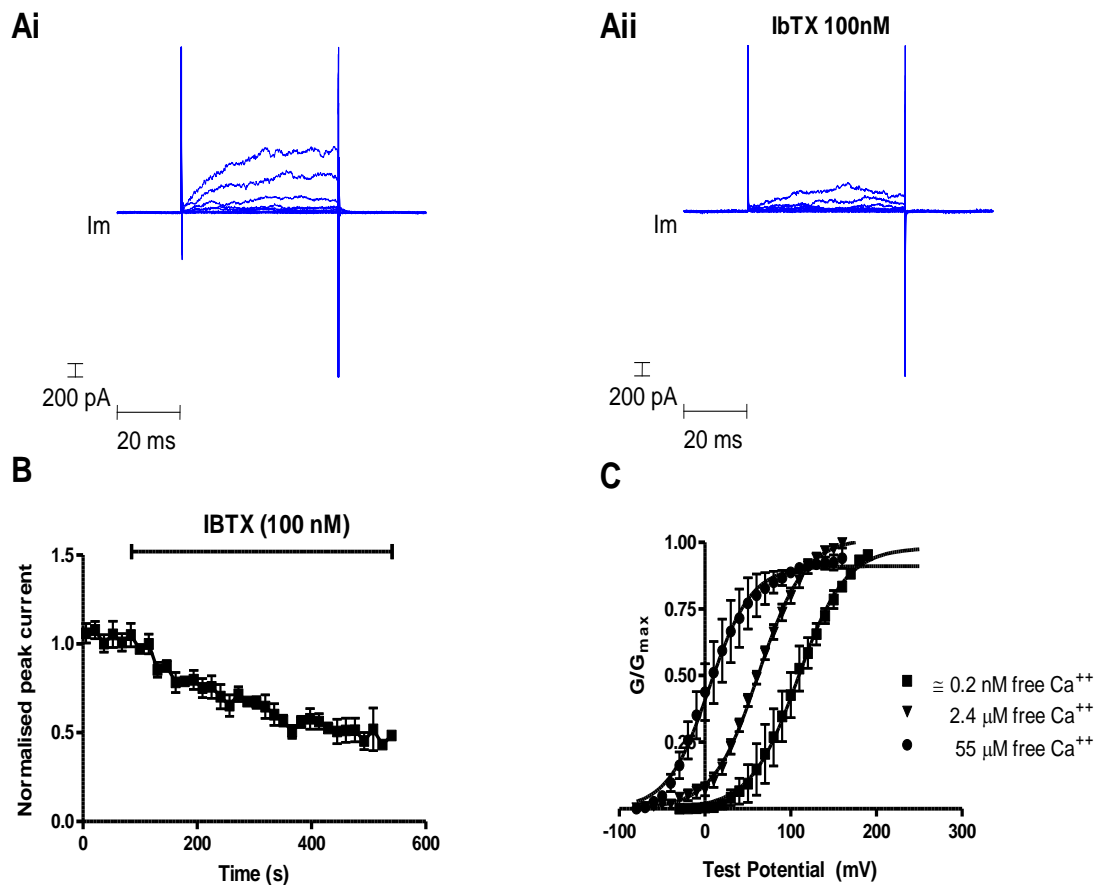 Ai
Im
200 pA
20 ms
Aii
IbTX 100nM
Im
200 pA
20 ms
B
IBTX (100 nM)
Normalised peak current
1.5
1.0
0.5
0.0
0 200 400 600
Time (s)
C
G/Gmax
1.00
0.75
0.50
0.25
-100 0 100 200 300
Test Potential (mV)
≅ 0.2 nM free Ca++
2.4 μM free Ca++
55 μM free Ca++